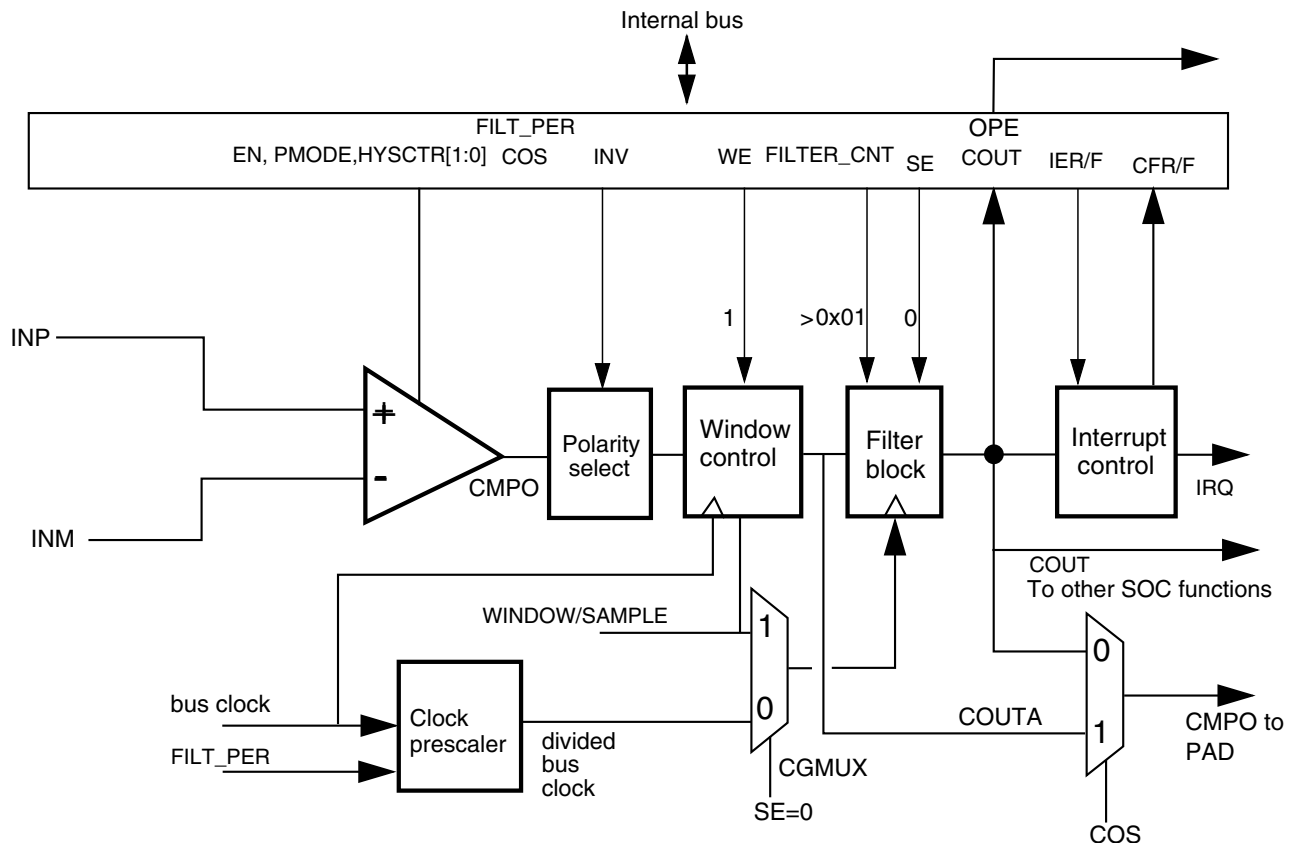 Internal bus
FILT_PER
OPE
EN, PMODE,HYSCTR[1:0]
COS
INV
WE
FILTER_CNT
SE
COUT
IER/F
CFR/F
1
>0x01
0
INP
INM
+
-
CMPO
Polarity
select
Window
control
Filter
block
Interrupt
control
IRQ
COUT
To other SOC functions
WINDOW/SAMPLE
1
0
bus clock
FILT_PER
Clock
prescaler
divided
bus
clock
CGMUX
SE=0
COUTA
0
1
CMPO to
PAD
COS